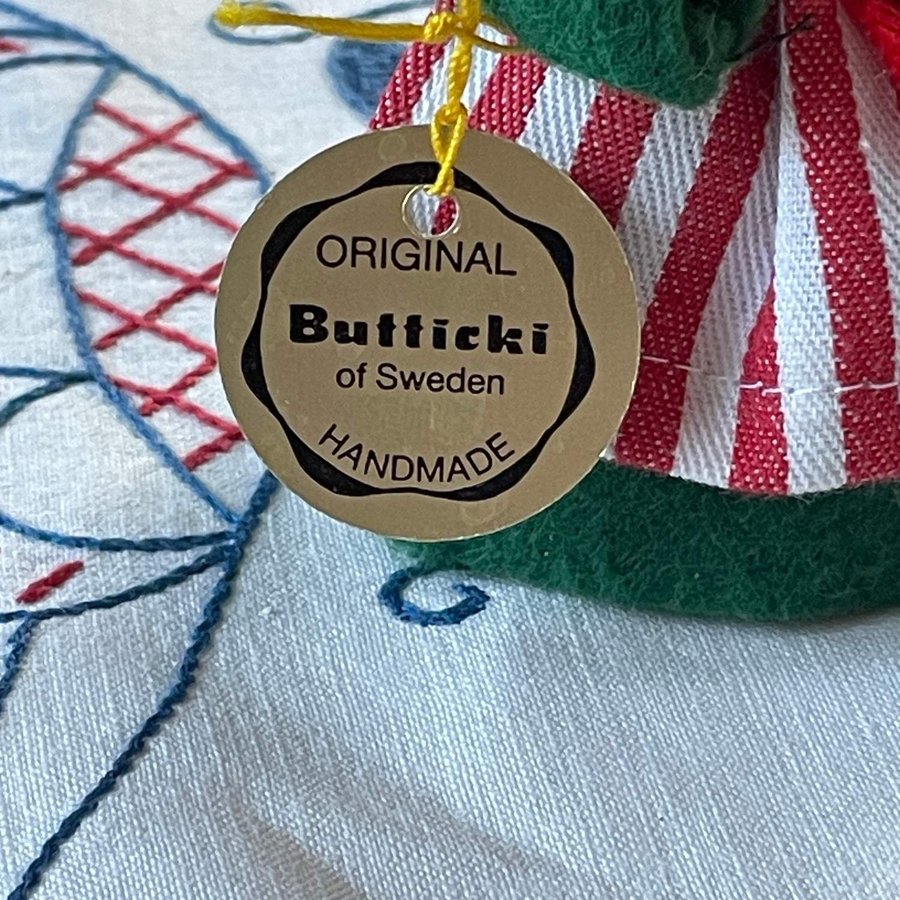 ORIGINAL
Butticki
of Sweden
HANDMADE